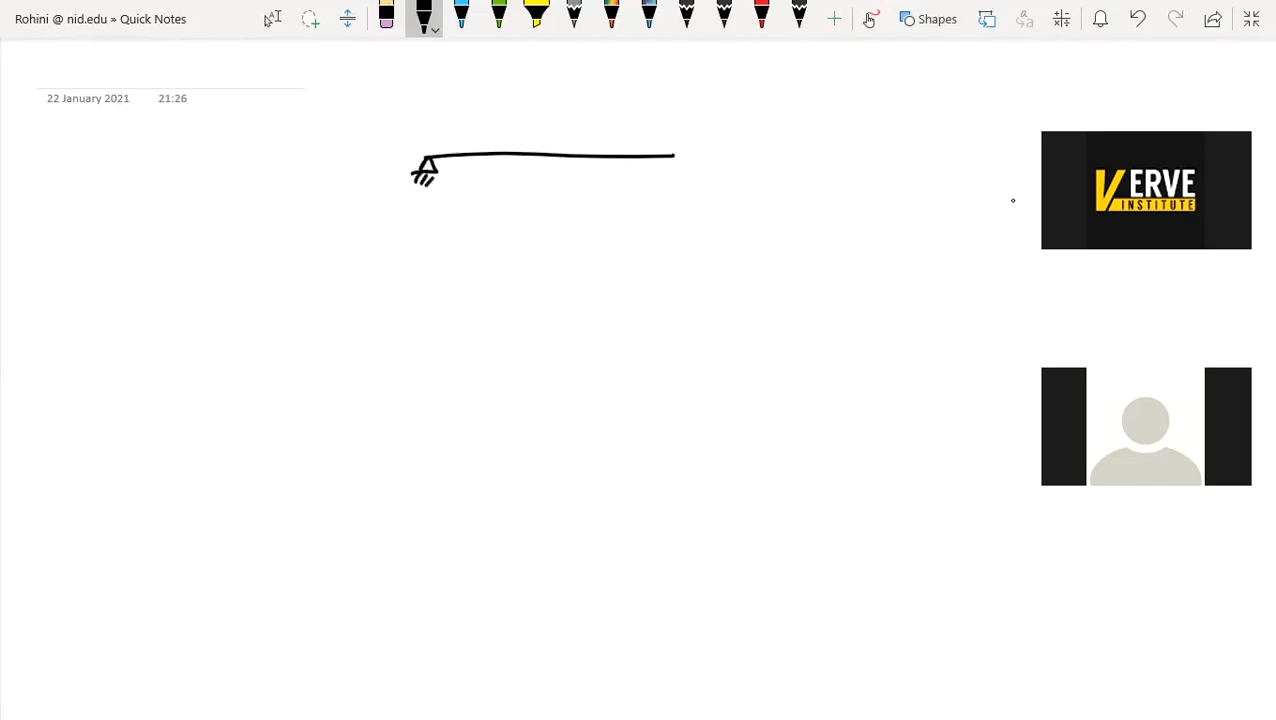 Rohini @ nid.edu » Quick Notes
Shapes
22 January 2021 21:26
VERVE
INSTITUTE